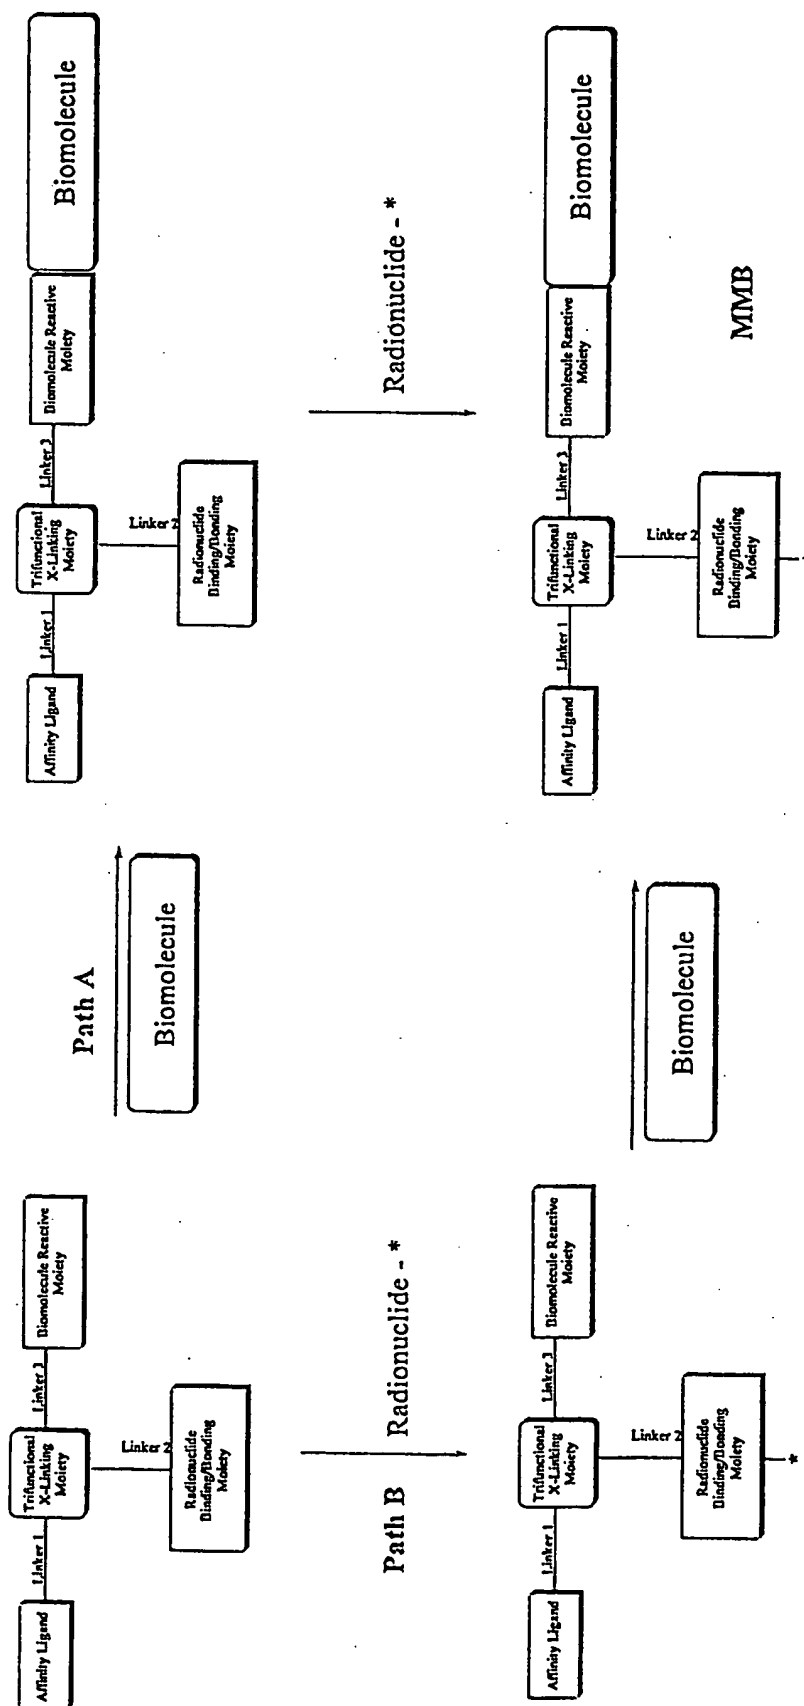 Affinity Ligand
Linker 1
Trifunctional
X-Linking
Moiety
Linker 3
Biomolecule Reactive
Moiety
Linker 2
Radionuclide
Binding/Bonding
Moiety
Path A
Biomolecule
Affinity Ligand
Linker 1
Trifunctional
X-Linking
Moiety
Linker 3
Biomolecule Reactive
Moiety
Biomolecule
Linker 2
Radionuclide
Binding/Bonding
Moiety
Path B
Radionuclide - *
Radionuclide - *
Affinity Ligand
Linker 1
Trifunctional
X-Linking
Moiety
Linker 3
Biomolecule Reactive
Moiety
Linker 2
Radionuclide
Binding/Bonding
Moiety
*
Biomolecule
Affinity Ligand
Linker 1
Trifunctional
X-Linking
Moiety
Linker 3
Biomolecule Reactive
Moiety
Biomolecule
Linker 2
Radionuclide
Binding/Bonding
Moiety
MMB